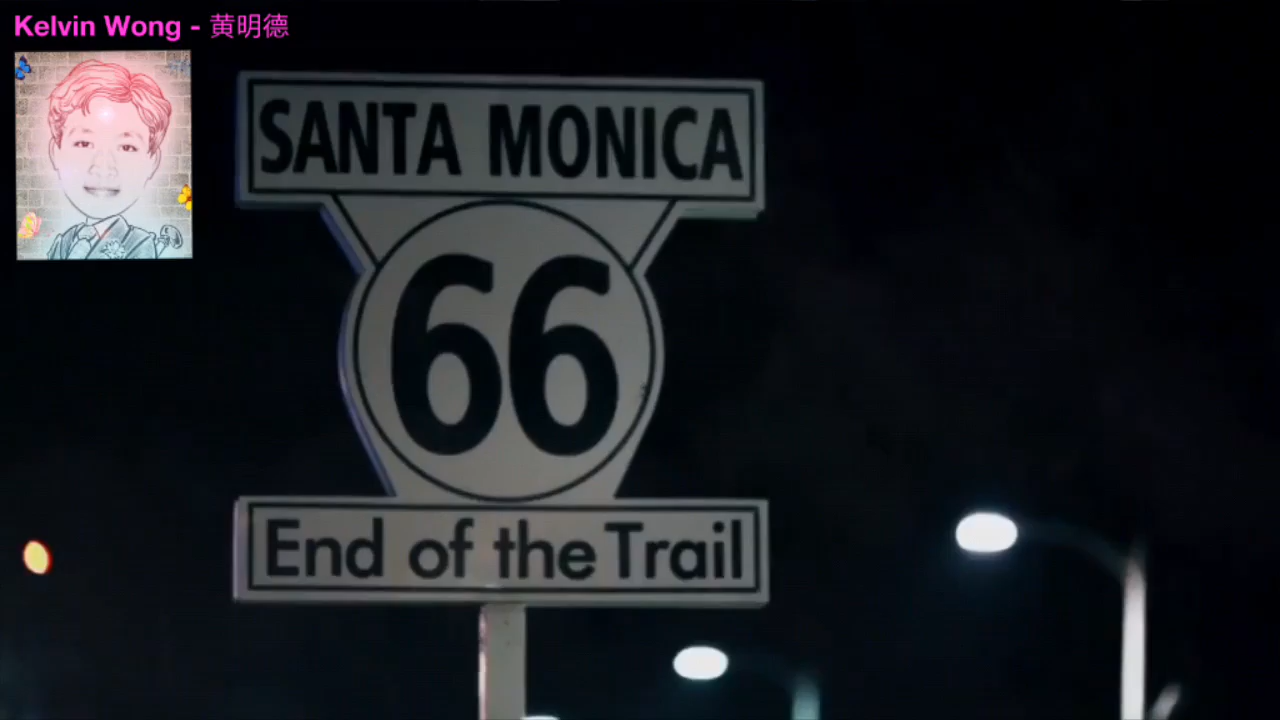 Kelvin Wong - 黄明德
SANTA MONICA
66
End of the Trail